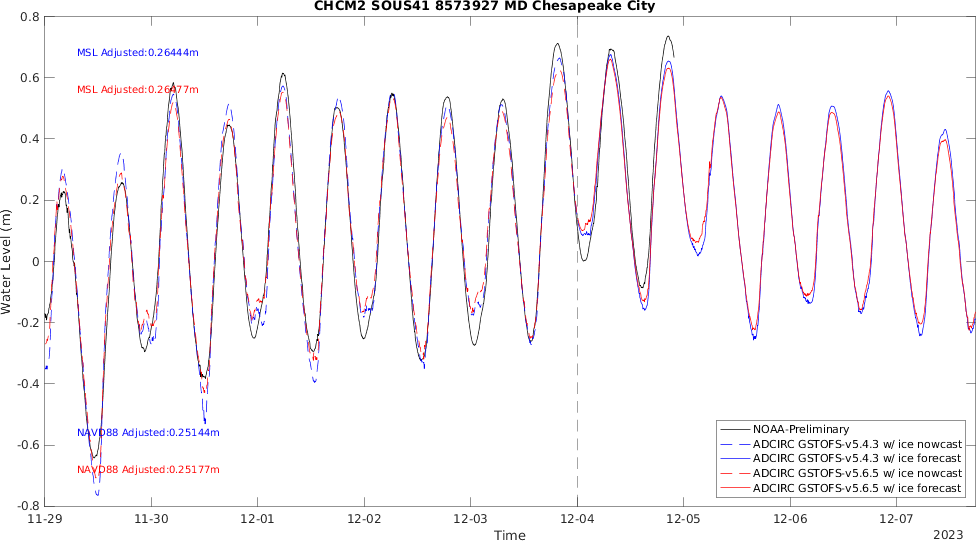 CHCM2 SOUS41 8573927 MD Chesapeake City
0.8
0.6
0.4
0.2
0
-0.2
-0.4
-0.6
-0.8
Water Level (m)
MSL Adjusted:0.26444m
MSL Adjusted:0.26477m
NAVD88 Adjusted:0.25144m
NAVD88 Adjusted:0.25177m
NOAA-Preliminary
ADCIRC GSTOFS-v5.4.3 w/ ice nowcast
ADCIRC GSTOFS-v5.4.3 w/ ice forecast
ADCIRC GSTOFS-v5.6.5 w/ ice nowcast
ADCIRC GSTOFS-v5.6.5 w/ ice forecast
11-29 11-30 12-01 12-02 12-03 12-04 12-05 12-06 12-07
Time
2023